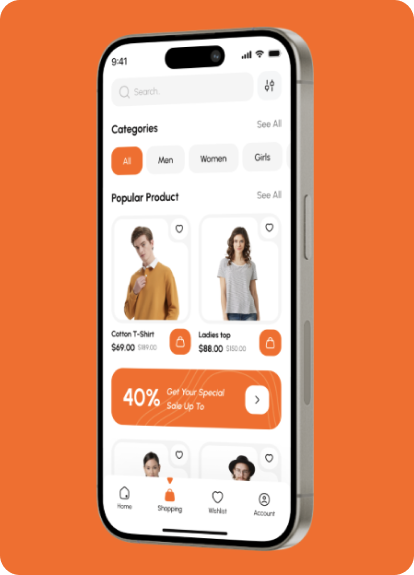 9:41
Search.
Categories
See All
All
Men
Women
Girls
Popular Product
See All
Cotton T-Shirt
$69.00 $189.00
Ladies top
$88.00 $150.00
40%
Get Your Special
Sale Up To
Home
Shopping
Wishlist
Account